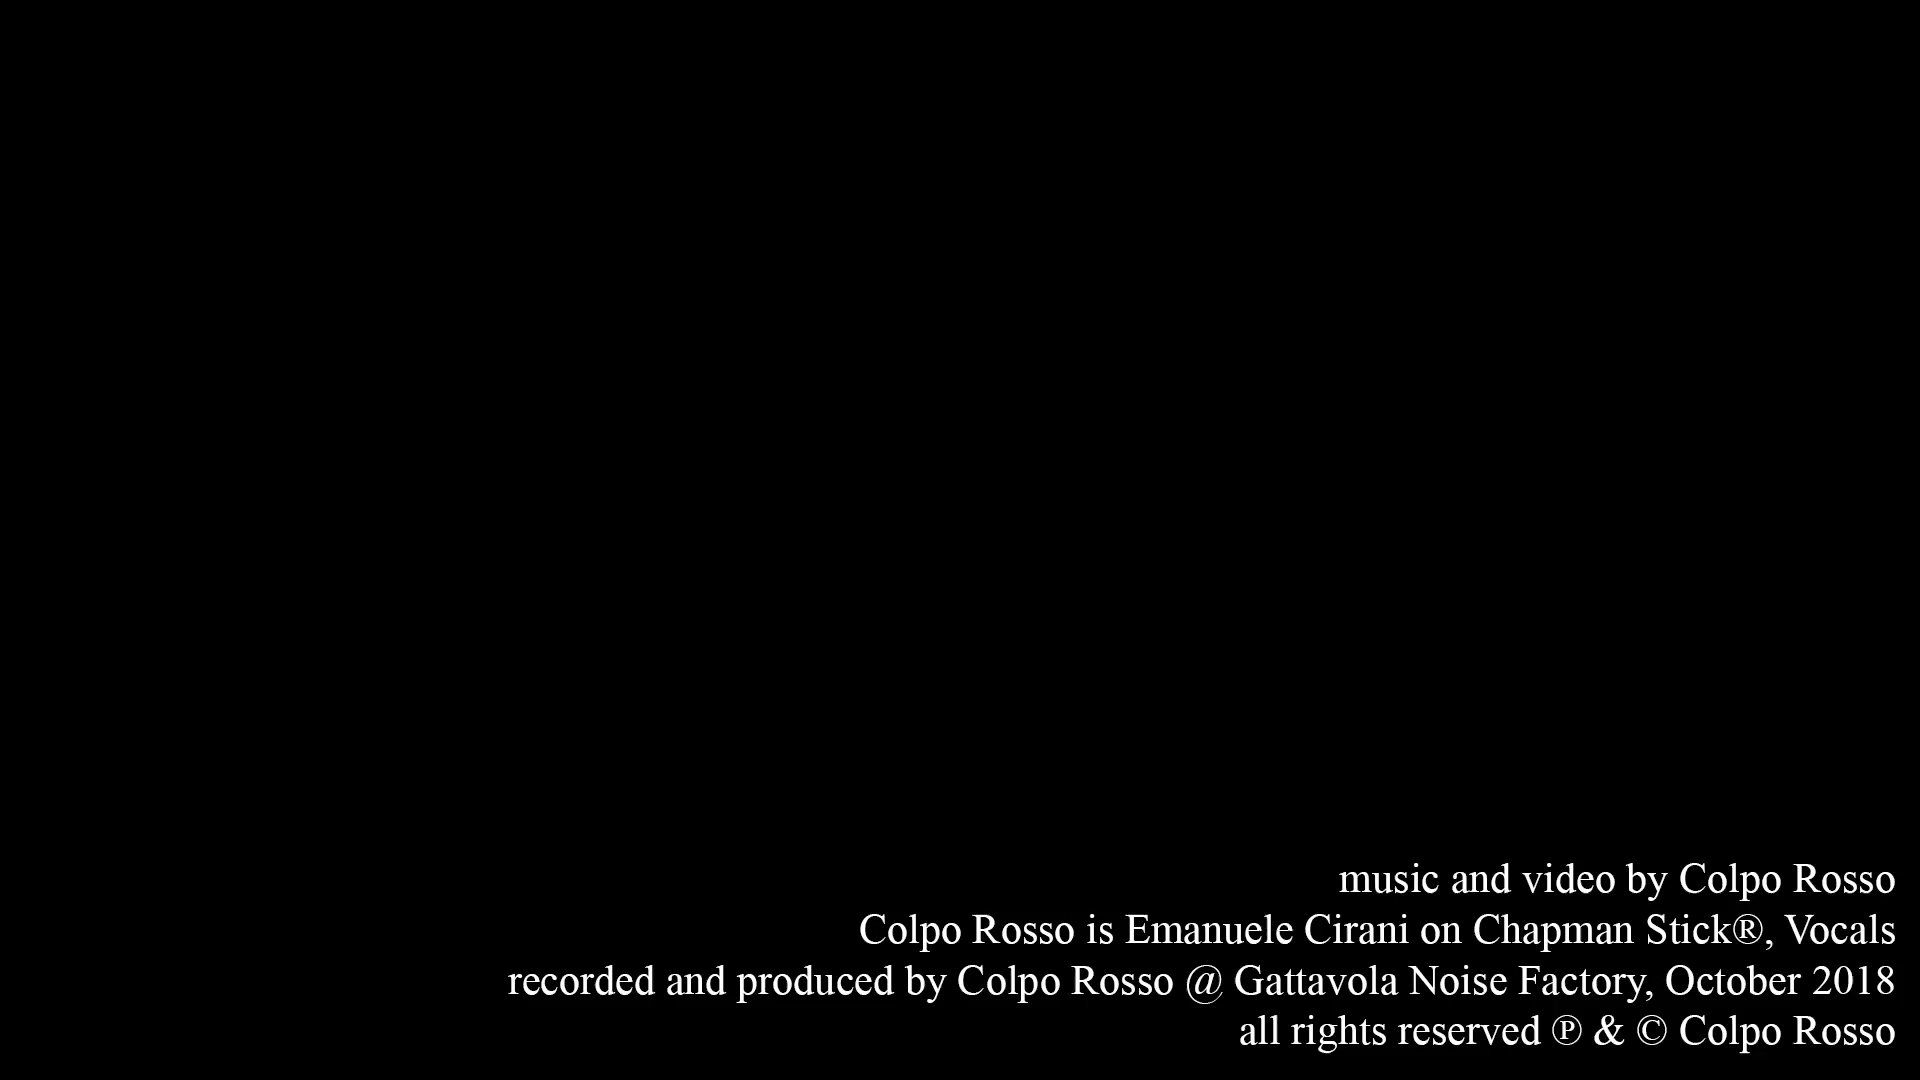 music and video by Colpo Rosso
Colpo Rosso is Emanuele Cirani on Chapman Stick®, Vocals
recorded and produced by Colpo Rosso @ Gattavola Noise Factory, October 2018
all rights reserved ℗ & © Colpo Rosso